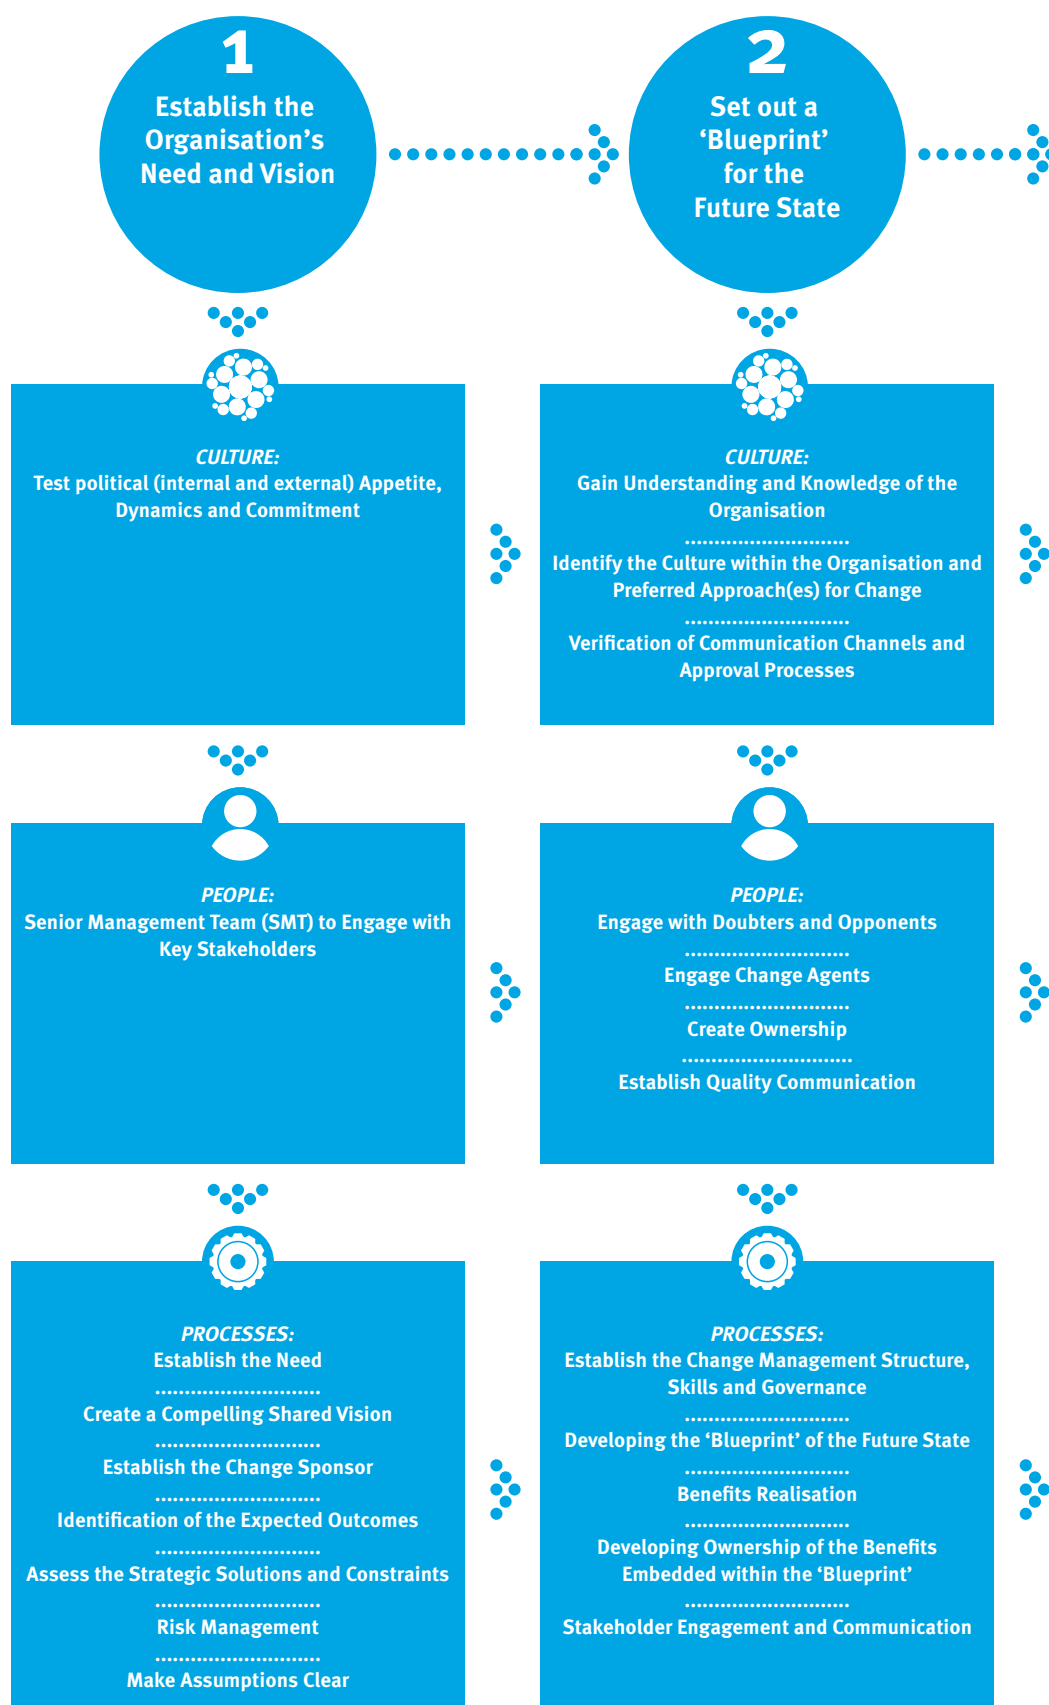 1
Establish the
Organisation’s
Need and Vision
2
Set out a
‘Blueprint’
for the
Future State
CULTURE:
Test political (internal and external) Appetite,
Dynamics and Commitment
CULTURE:
Gain Understanding and Knowledge of the
Organisation
Identify the Culture within the Organisation and
Preferred Approach(es) for Change
Verification of Communication Channels and
Approval Processes
PEOPLE:
Senior Management Team (SMT) to Engage with
Key Stakeholders
PEOPLE:
Engage with Doubters and Opponents
Engage Change Agents
Create Ownership
Establish Quality Communication
PROCESSES:
Establish the Need
Create a Compelling Shared Vision
Establish the Change Sponsor
Identification of the Expected Outcomes
Assess the Strategic Solutions and Constraints
Risk Management
Make Assumptions Clear
PROCESSES:
Establish the Change Management Structure,
Skills and Governance
Developing the ‘Blueprint’ of the Future State
Benefits Realisation
Developing Ownership of the Benefits
Embedded within the ‘Blueprint’
Stakeholder Engagement and Communication